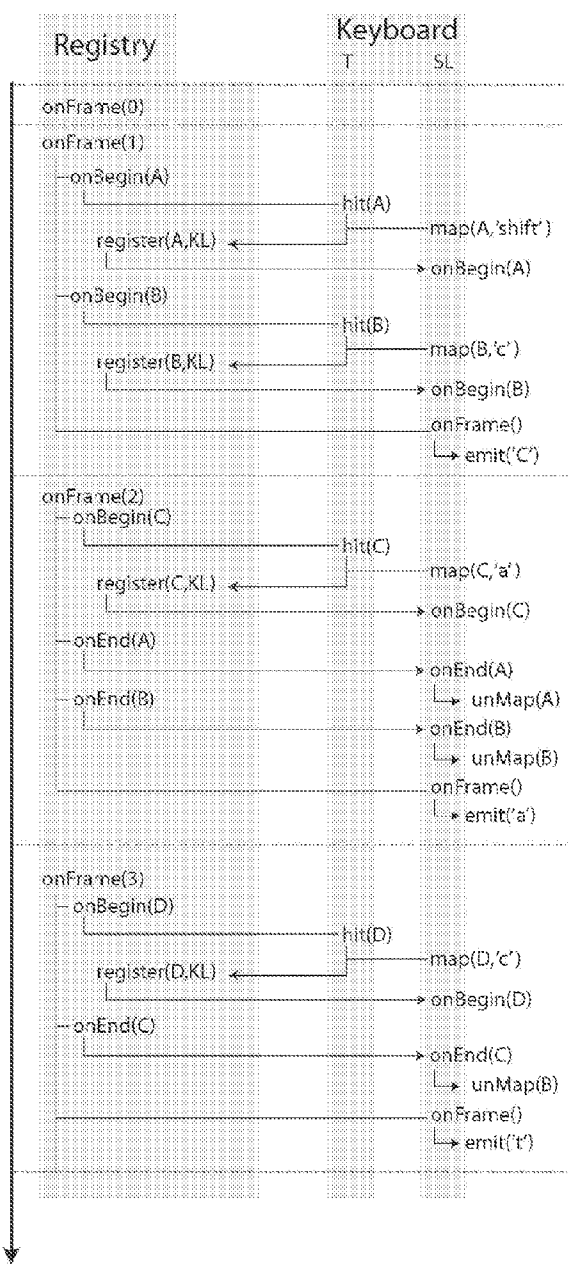 Registry Keyboard
T SL
onFrame(0)
onFrame(1)
onBegin(A)
hit(A)
map(A,'shift')
register(A,KL)
onBegin(A)
onBegin(B)
hit(B)
map(B,'c')
register(B,KL)
onBegin(B)
onFrame()
emit('C')
onFrame(2)
onBegin(C)
hit(C)
map(C,'a')
register(C,KL)
onBegin(C)
onEnd(A)
onEnd(A)
unMap(A)
onEnd(B)
onEnd(B)
unMap(B)
onFrame()
emit('a')
onFrame(3)
onBegin(D)
hit(D)
map(D,'c')
register(D,KL)
onBegin(D)
onEnd(C)
onEnd(C)
unMap(B)
onFrame()
emit('t')